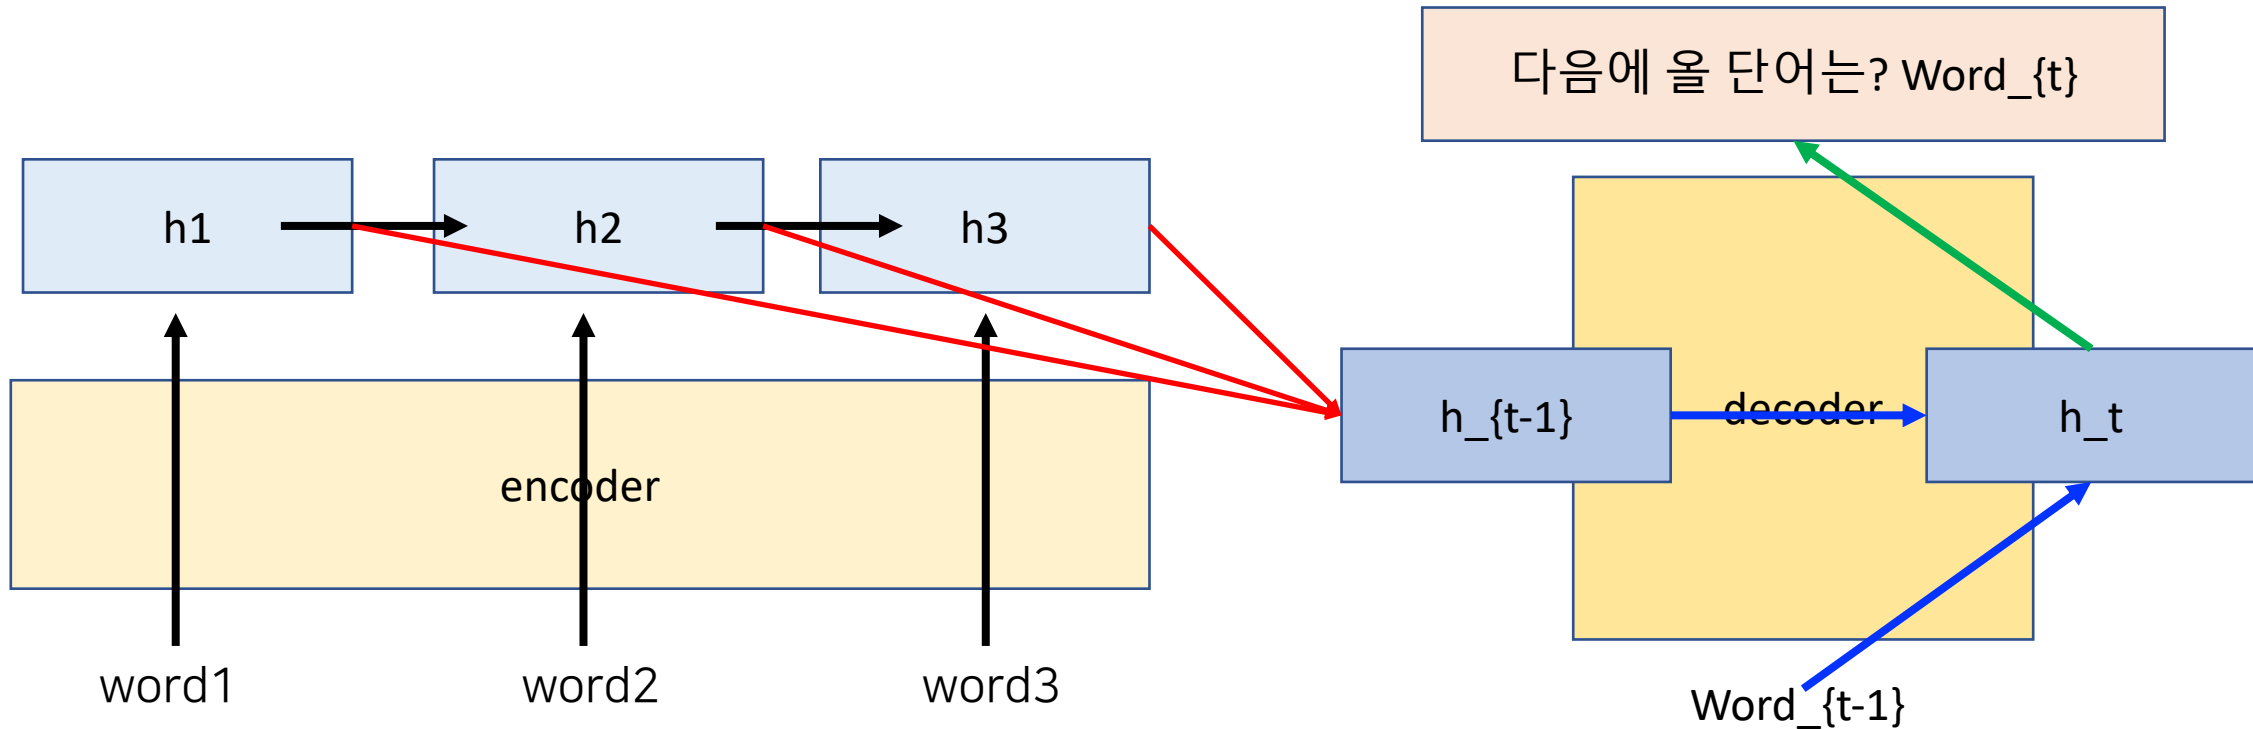 다음에 올 단어는? Word_{t}
h1
h2
h3
h_{t-1}
decoder
h_t
encoder
word1
word2
word3
Word_{t-1}